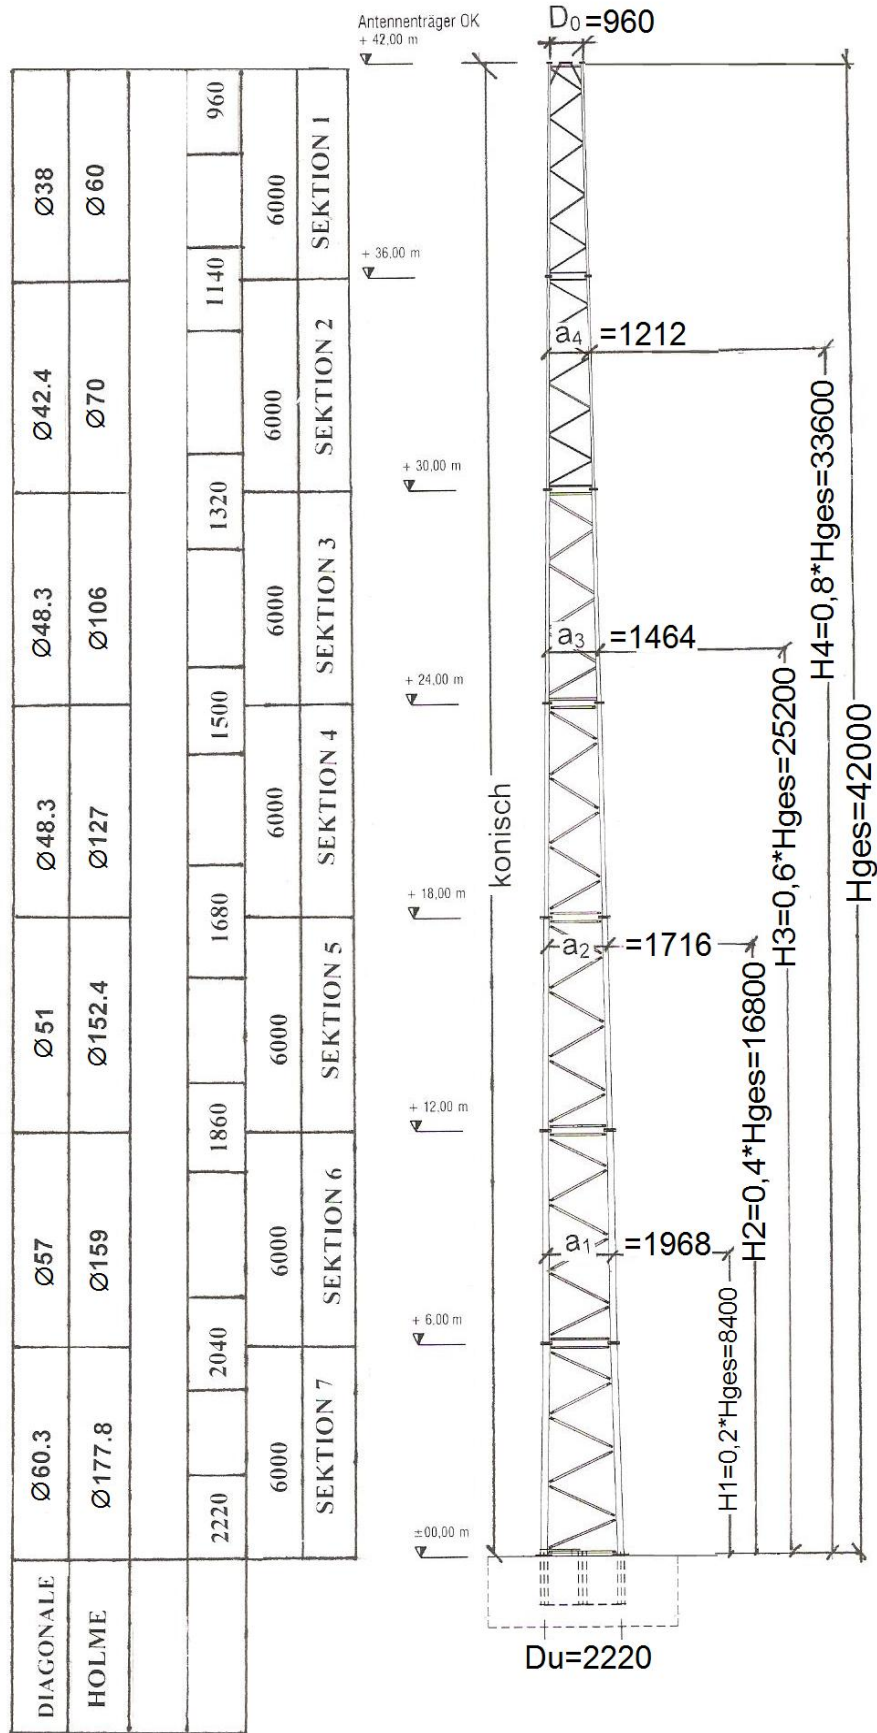 Antennenträger OK
+ 42,00 m
D0=960
DIAGONALE
Ø60.3
Ø57
Ø51
Ø48.3
Ø48.3
Ø42.4
Ø38
HOLME
Ø177.8
Ø159
Ø152.4
Ø127
Ø106
Ø70
Ø60
2220
2040
1860
1680
1500
1320
1140
960
6000
6000
6000
6000
6000
6000
6000
SEKTION 7
SEKTION 6
SEKTION 5
SEKTION 4
SEKTION 3
SEKTION 2
SEKTION 1
+ 36,00 m
+ 30,00 m
+ 24,00 m
+ 18,00 m
+ 12,00 m
+ 6,00 m
±00,00 m
konisch
a4 =1212
a3 =1464
a2 =1716
a1 =1968
H1=0,2*Hges=8400
H2=0,4*Hges=16800
H3=0,6*Hges=25200
H4=0,8*Hges=33600
Hges=42000
Du=2220